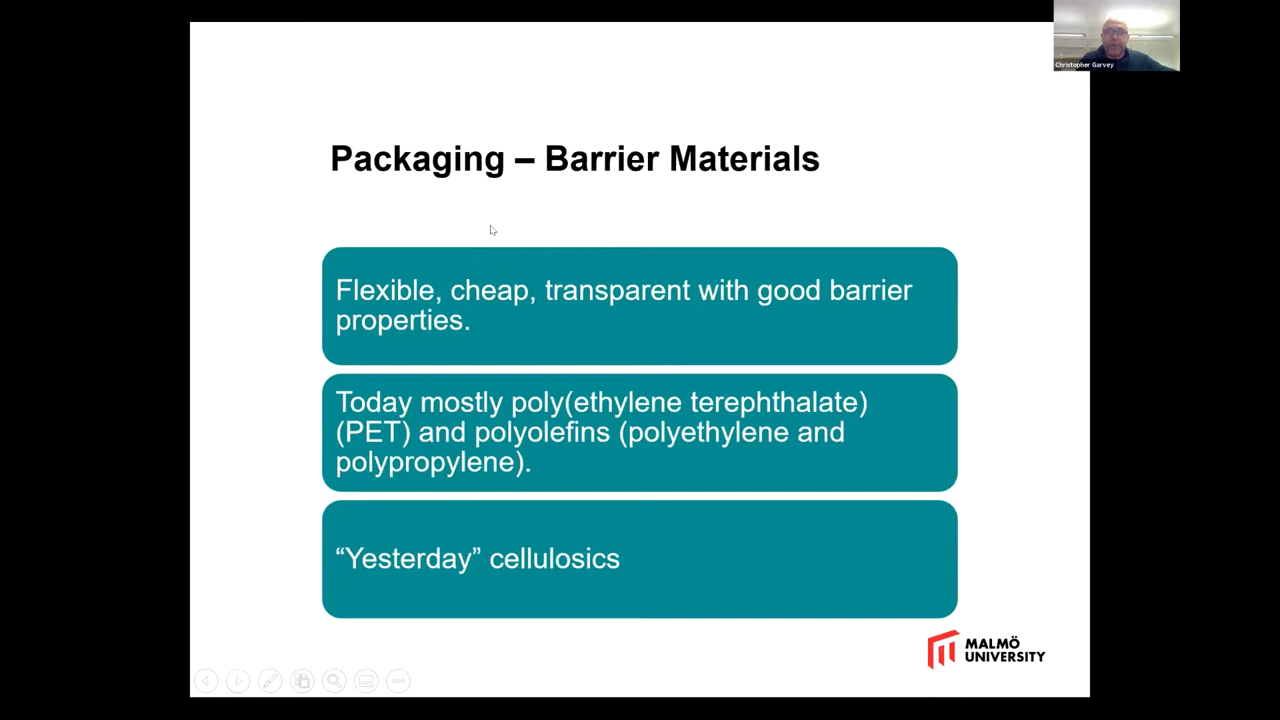 Christopher Garvey
Packaging – Barrier Materials
Flexible, cheap, transparent with good barrier
properties.
Today mostly poly(ethylene terephthalate)
(PET) and polyolefins (polyethylene and
polypropylene).
“Yesterday” cellulosics
MALMÖ
UNIVERSITY